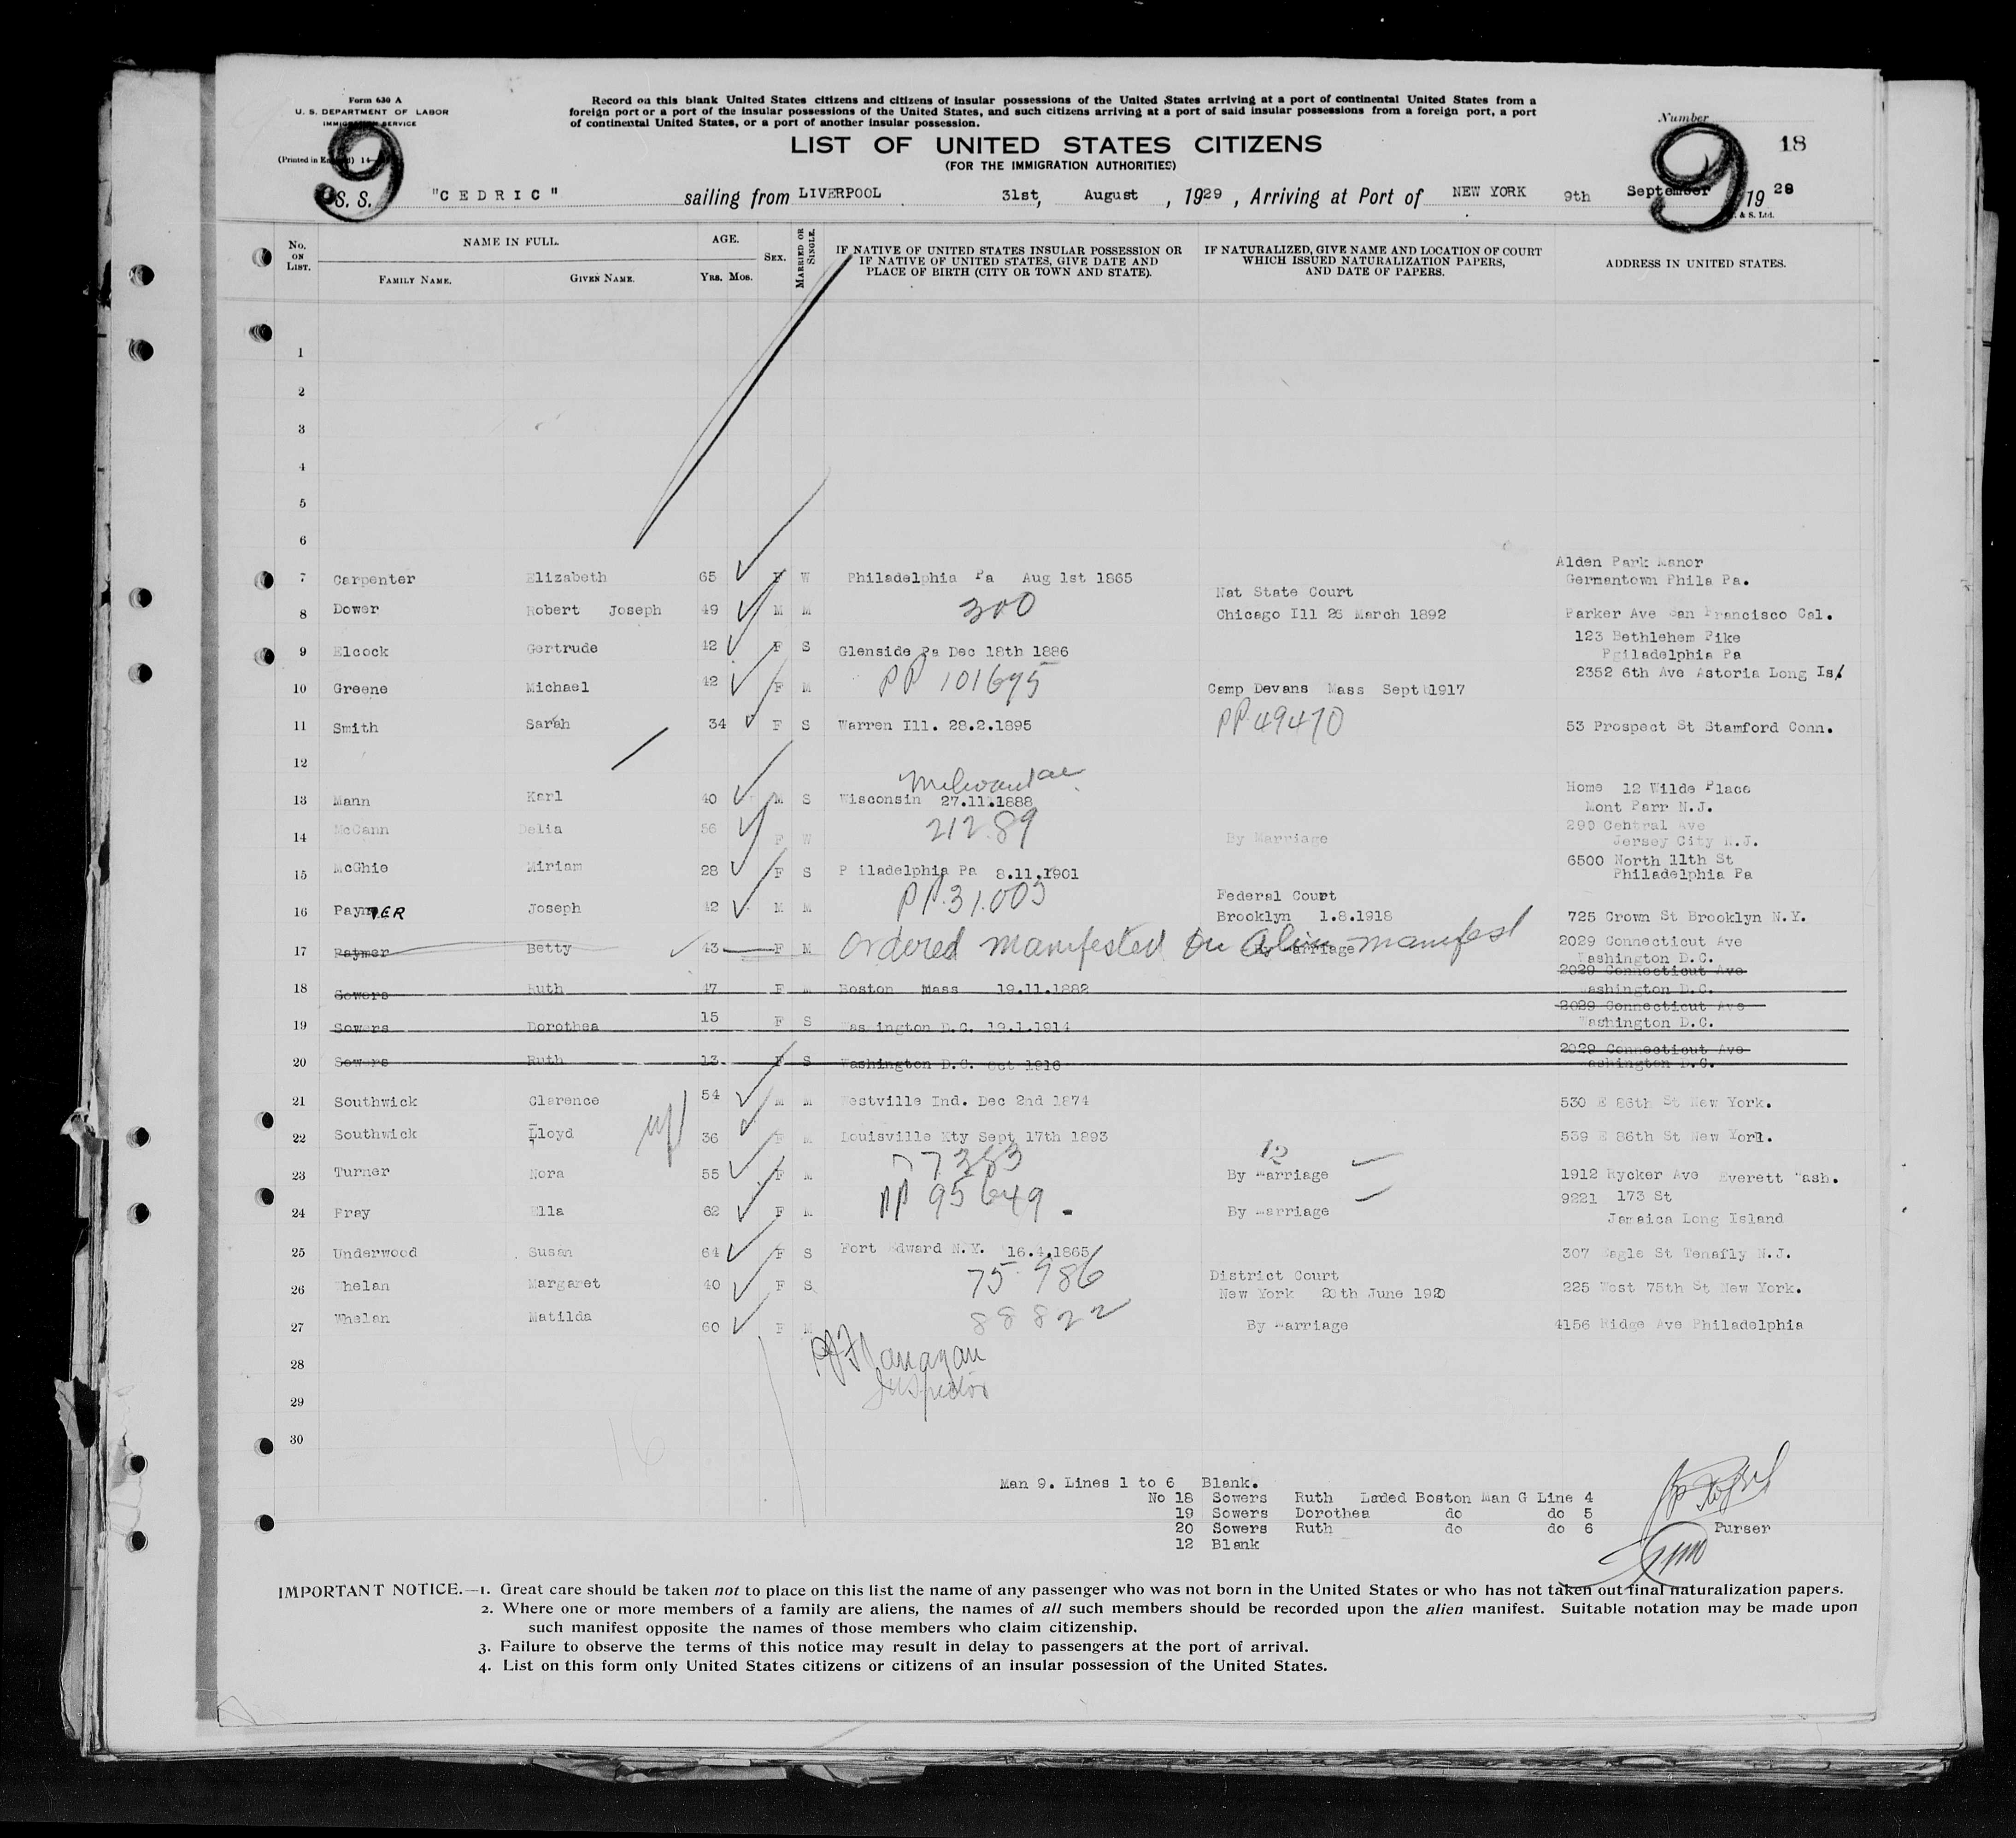 Form 630 A
U. S. DEPARTMENT OF LABOR
IMMIGRATION SERVICE
(Printed in England) 14
9
Record on this blank United States citizens and citizens of insular possessions of the United States arriving at a port of continental United States from a
foreign port or a port of the insular possessions of the United States, and such citizens arriving at a port of said insular possessions from a foreign port, a port
of continental United States, or a port of another insular possession.
LIST OF UNITED STATES CITIZENS
(FOR THE IMMIGRATION AUTHORITIES)
Number 18
9
S. S. "CEDRIC" sailing from LIVERPOOL 31st, August, 1929, Arriving at Port of NEW YORK 9th September 1929
& S. Ltd.
No. ON LIST. NAME IN FULL. AGE. SEX. MARRIED OR SINGLE. IF NATIVE OF UNITED STATES INSULAR POSSESSION OR IF NATIVE OF UNITED STATES, GIVE DATE AND PLACE OF BIRTH (CITY OR TOWN AND STATE). IF NATURALIZED, GIVE NAME AND LOCATION OF COURT WHICH ISSUED NATURALIZATION PAPERS, AND DATE OF PAPERS. ADDRESS IN UNITED STATES.
FAMILY NAME. GIVEN NAME. YRS. MOS.
1
2
3
4
5
6
Alden Park Manor
7 Carpenter Elizabeth 65 F W Philadelphia Pa Aug 1st 1865 Germantown Phila Pa.
Nat State Court
8 Dower Robert Joseph 49 M M 300 Chicago Ill 26 March 1892 Parker Ave San Francisco Cal.
123 Bethlehem Pike
9 Elcock Gertrude 42 F S Glenside Pa Dec 18th 1886 Pgiladelphia Pa
2352 6th Ave Astoria Long Is/
10 Greene Michael 42 F M PP 101695 Camp Devans Mass Sept 1917
11 Smith Sarah 34 F S Warren Ill. 28.2.1895 PP 49470 53 Prospect St Stamford Conn.
12
Milwaukee
Home 12 Wilde Place
13 Mann Karl 40 M S Wisconsin 27.11.1888 Mont Parr N.J.
290 Central Ave
14 McCann Delia 56 F W 21289 By Marriage Jersey City N.J.
6500 North 11th St
15 McGhie Miriam 28 F S P iladelphia Pa 8.11.1901 Philadelphia Pa
Federal Court
16 PaymER Joseph 42 M M PP.31.003 Brooklyn 1.8.1918 725 Crown St Brooklyn N.Y.
17 Paymer Betty 43 F M ordered manifested on alien manifest By Marriage 2029 Connecticut Ave
Washington D.C.
2029 Connecticut Ave
18 Sowers Ruth 47 F M Boston Mass 19.11.1882 Washington D.C.
2029 Connecticut Ave
19 Sowers Dorothea 15 F S Was ington D.C. 19.1.1914 Washington D.C.
2029 Connecticut Ave
20 Sowers Ruth 13 F S Washington D.C. Oct 1916 Washington D.C.
21 Southwick Clarence 54 M M Westville Ind. Dec 2nd 1874 530 E 86th St New York.
22 Southwick Lloyd 36 F M Louisville Kty Sept 17th 1893 539 E 86th St New York.
12
23 Turner Nora 55 F M 77383 By Marriage 1912 Rycker Ave Everett Wash.
9221 173 St
24 Pray Ella 62 F M PP 95649 By Marriage Jamaica Long Island
25 Underwood Susan 64 F S Fort Edward N.Y. 16.4.1865 307 Eagle St Tenafly N.J.
District Court
26 Whelan Margaret 40 F S 75986 New York 20th June 1920 225 West 75th St New York.
27 Whelan Matilda 60 F M 88822 By Marriage 4156 Ridge Ave Philadelphia
28 Flanagan
Inspector
29
30
16
Man 9. Lines 1 to 6 Blank.
No 18 Sowers Ruth Laded Boston Man G Line 4
19 Sowers Dorothea do do 5
20 Sowers Ruth do do 6
12 Blank
Purser
IMPORTANT NOTICE.—1. Great care should be taken not to place on this list the name of any passenger who was not born in the United States or who has not taken out final naturalization papers.
2. Where one or more members of a family are aliens, the names of all such members should be recorded upon the alien manifest. Suitable notation may be made upon
such manifest opposite the names of those members who claim citizenship.
3. Failure to observe the terms of this notice may result in delay to passengers at the port of arrival.
4. List on this form only United States citizens or citizens of an insular possession of the United States.